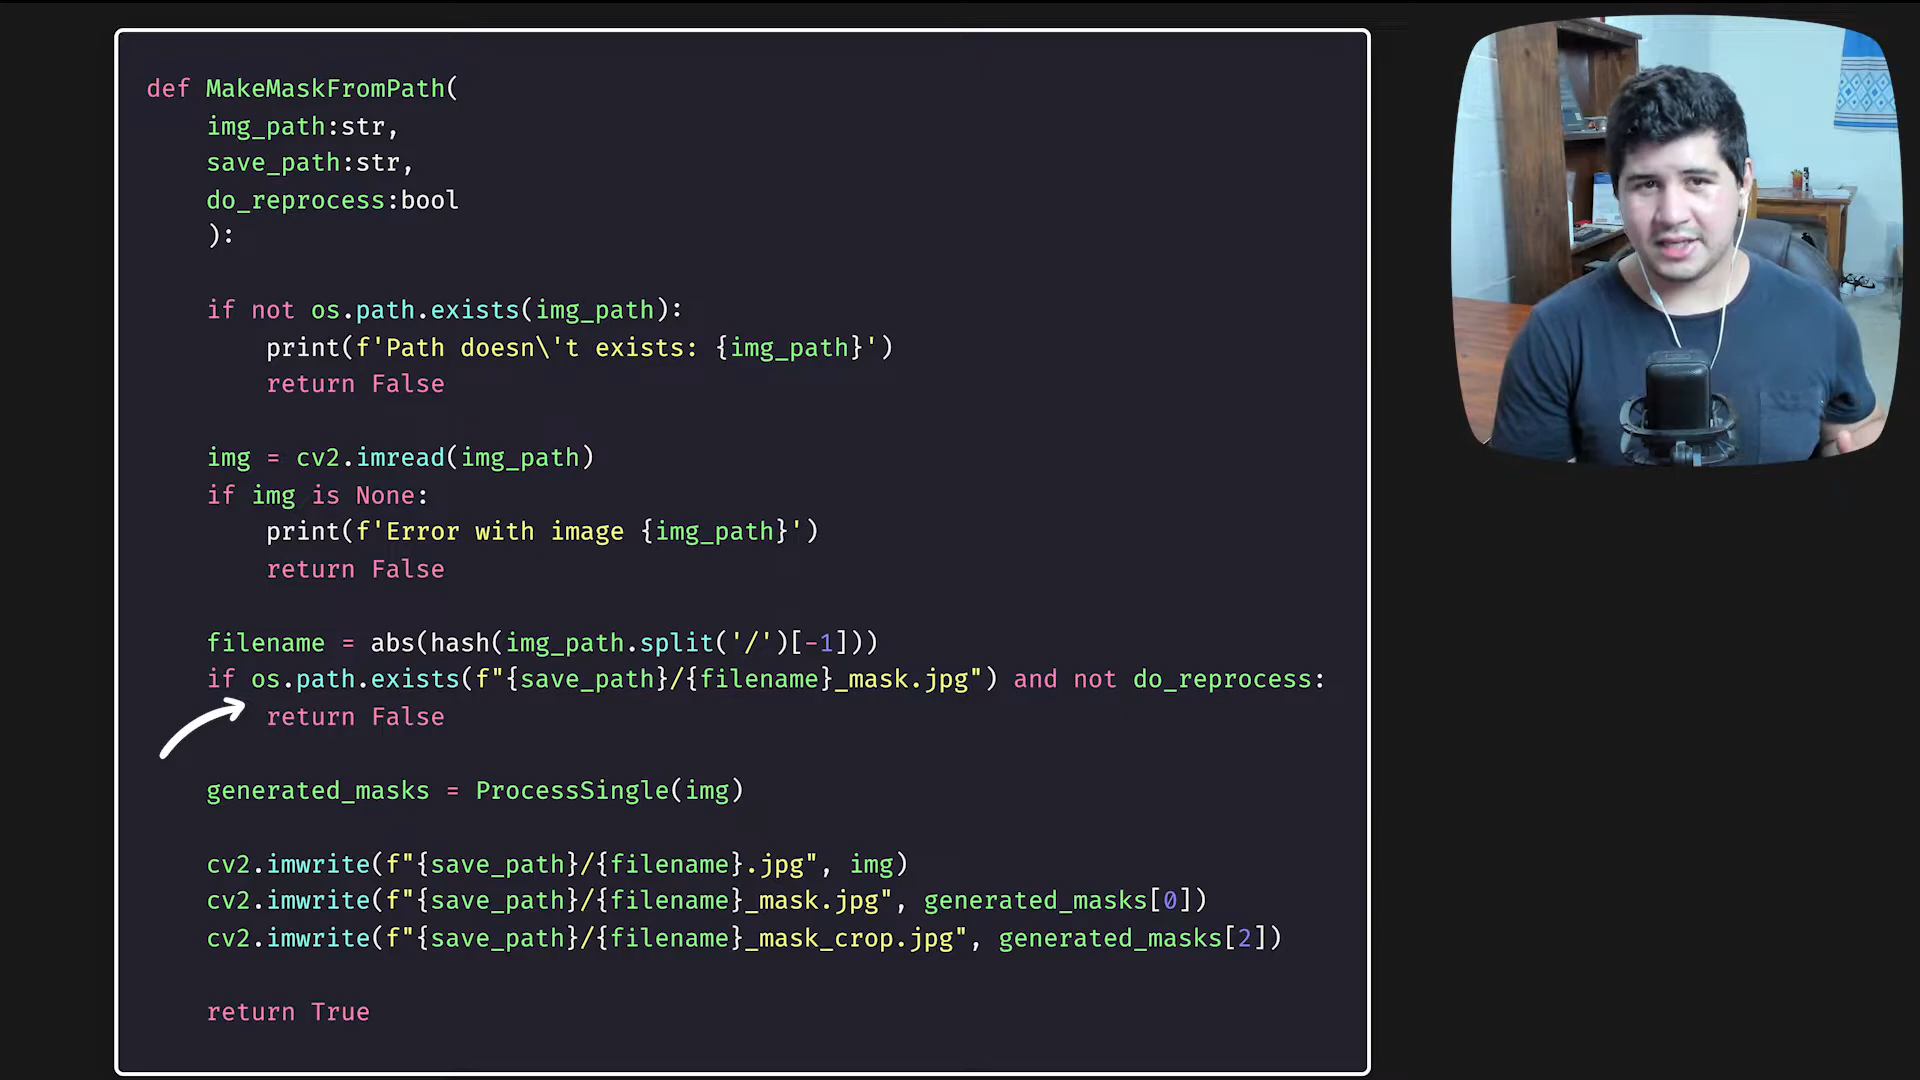 def MakeMaskFromPath(
img_path:str,
save_path:str,
do_reprocess:bool
):
if not os.path.exists(img_path):
print(f'Path doesn\'t exists: {img_path}')
return False
img = cv2.imread(img_path)
if img is None:
print(f'Error with image {img_path}')
return False
filename = abs(hash(img_path.split('/')[-1]))
if os.path.exists(f"{save_path}/{filename}_mask.jpg") and not do_reprocess:
return False
generated_masks = ProcessSingle(img)
cv2.imwrite(f"{save_path}/{filename}.jpg", img)
cv2.imwrite(f"{save_path}/{filename}_mask.jpg", generated_masks[0])
cv2.imwrite(f"{save_path}/{filename}_mask_crop.jpg", generated_masks[2])
return True